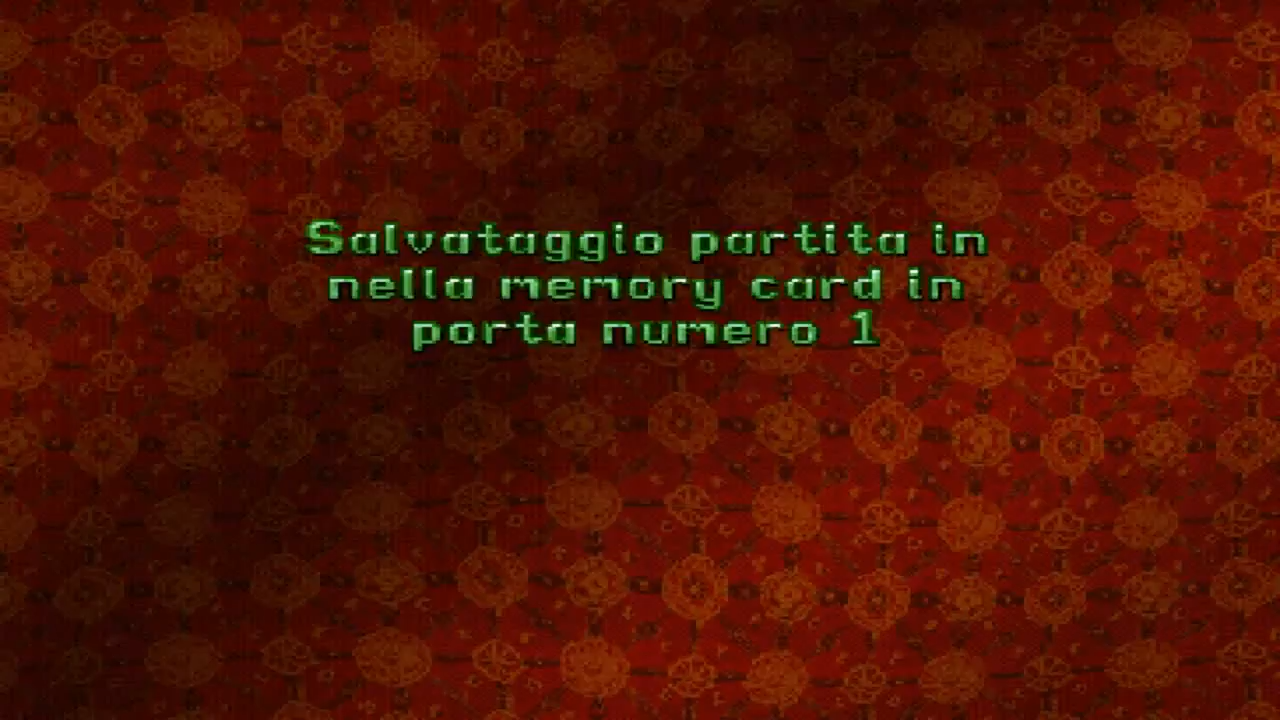 Salvataggio partita in
nella memory card in
porta numero 1